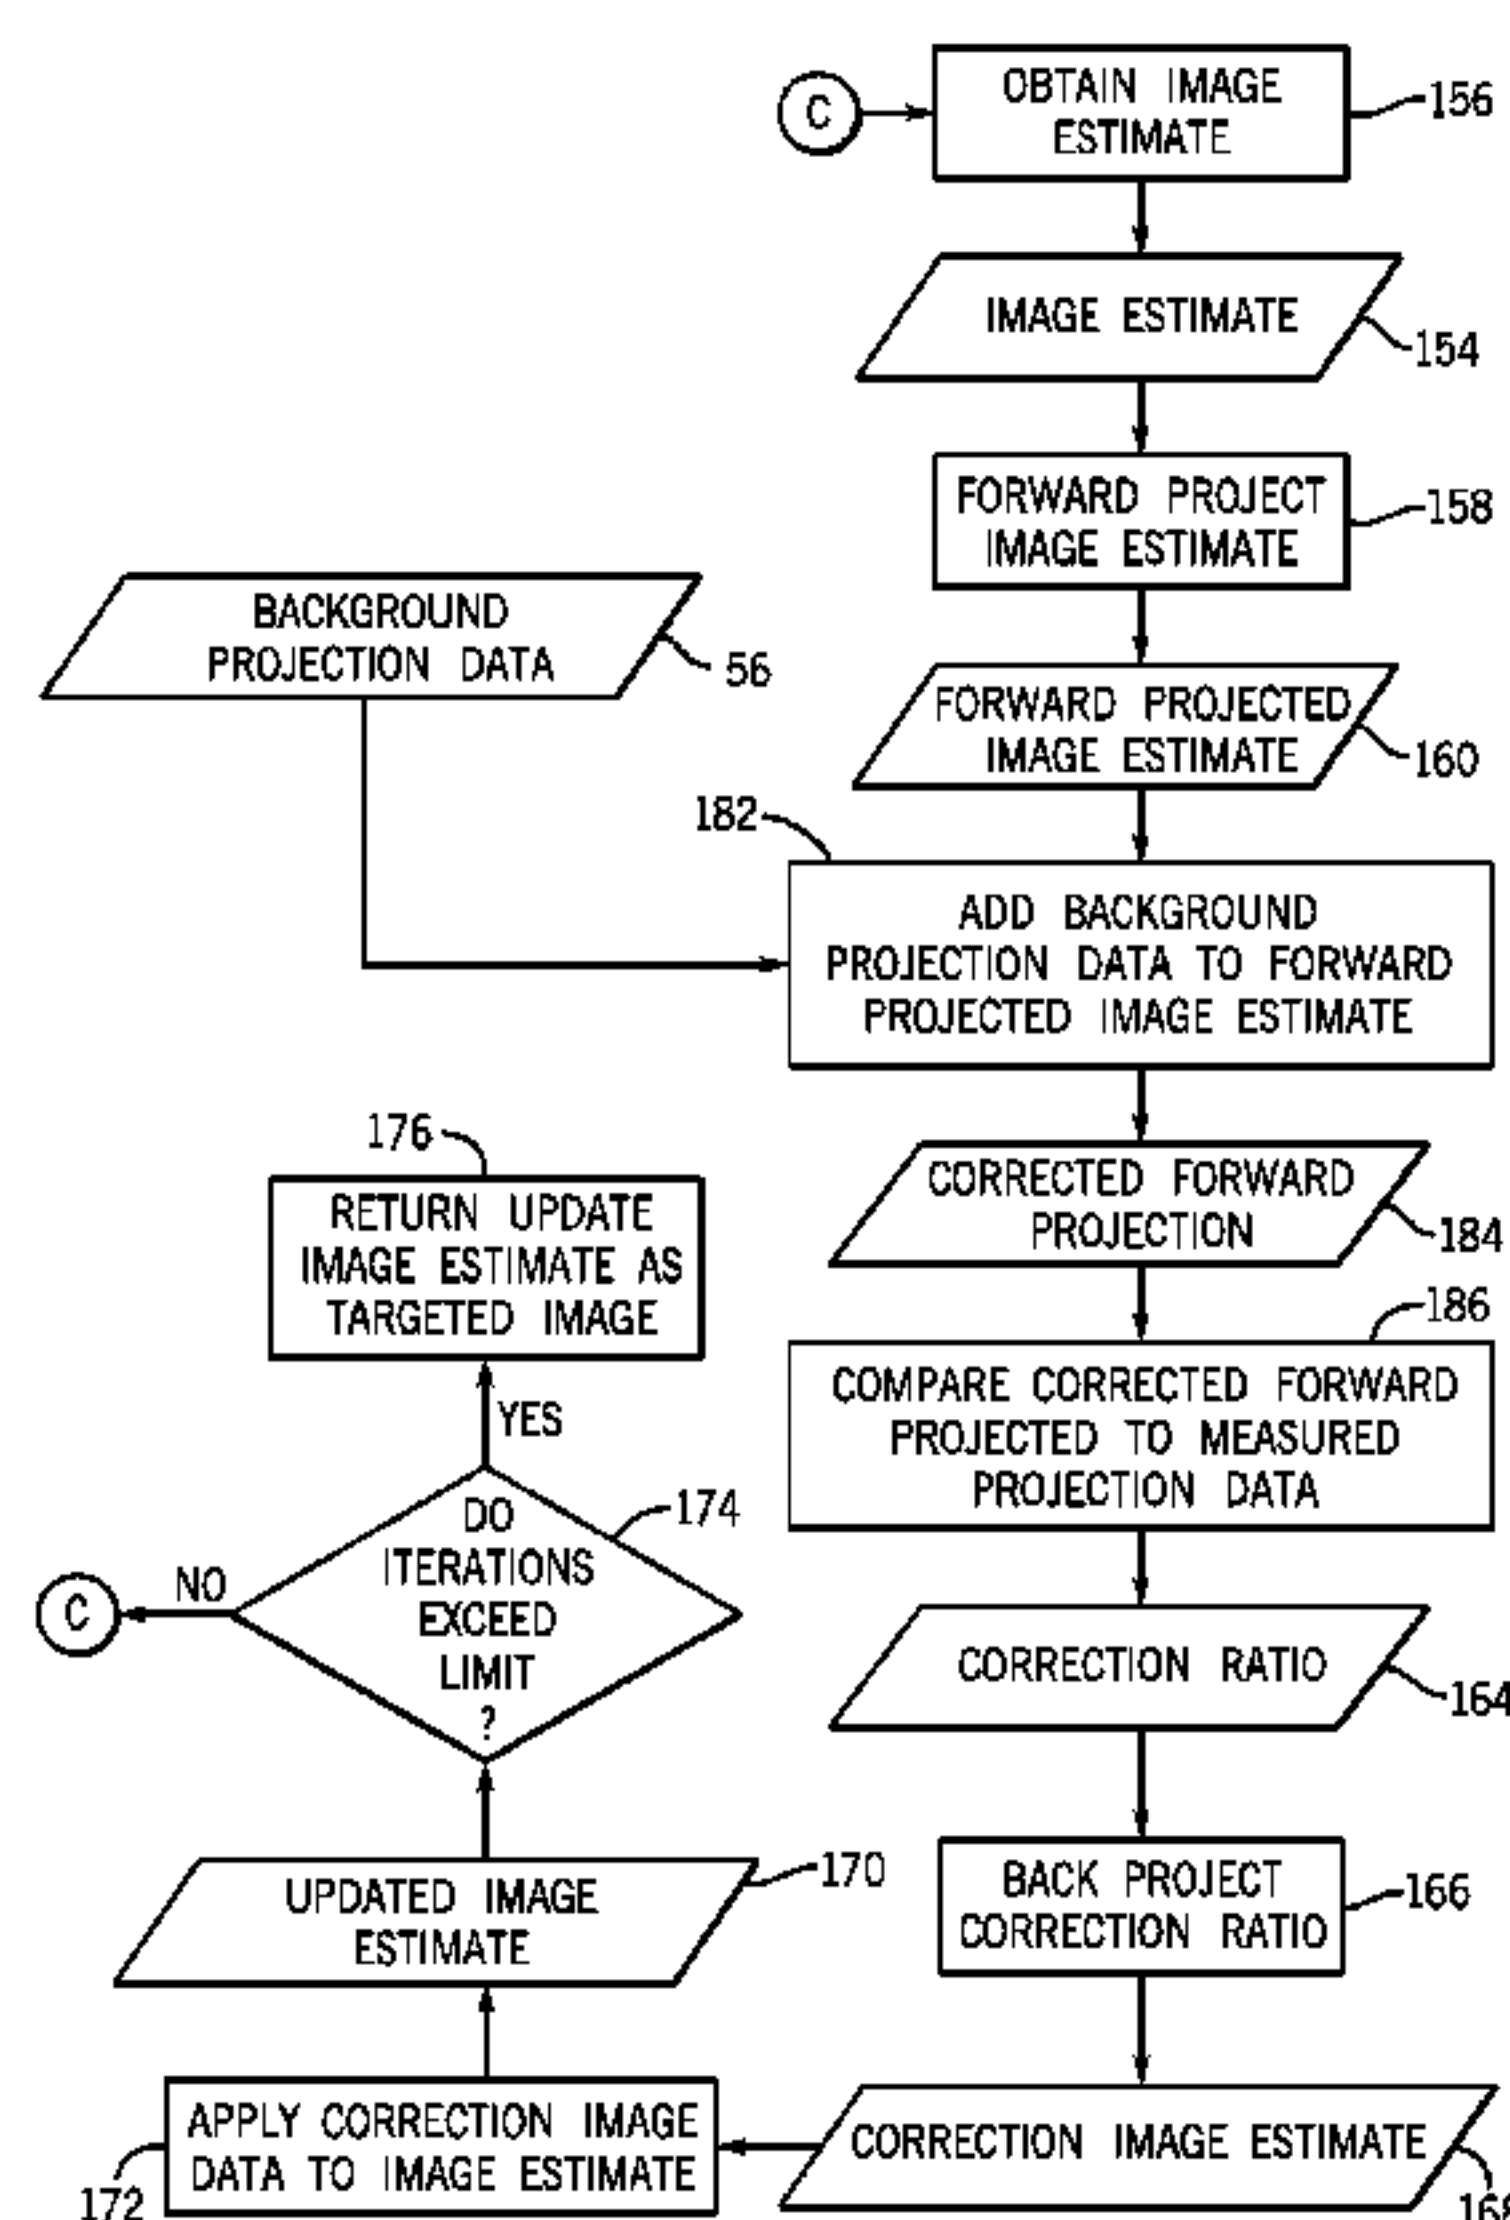 C
OBTAIN IMAGE
ESTIMATE
156
IMAGE ESTIMATE
154
FORWARD PROJECT
IMAGE ESTIMATE
158
BACKGROUND
PROJECTION DATA
56
FORWARD PROJECTED
IMAGE ESTIMATE
160
182
ADD BACKGROUND
PROJECTION DATA TO FORWARD
PROJECTED IMAGE ESTIMATE
CORRECTED FORWARD
PROJECTION
184
186
COMPARE CORRECTED FORWARD
PROJECTED TO MEASURED
PROJECTION DATA
CORRECTION RATIO
164
BACK PROJECT
CORRECTION RATIO
166
CORRECTION IMAGE ESTIMATE
168
APPLY CORRECTION IMAGE
DATA TO IMAGE ESTIMATE
172
UPDATED IMAGE
ESTIMATE
170
DO
ITERATIONS
EXCEED
LIMIT
?
174
NO
C
YES
176
RETURN UPDATE
IMAGE ESTIMATE AS
TARGETED IMAGE